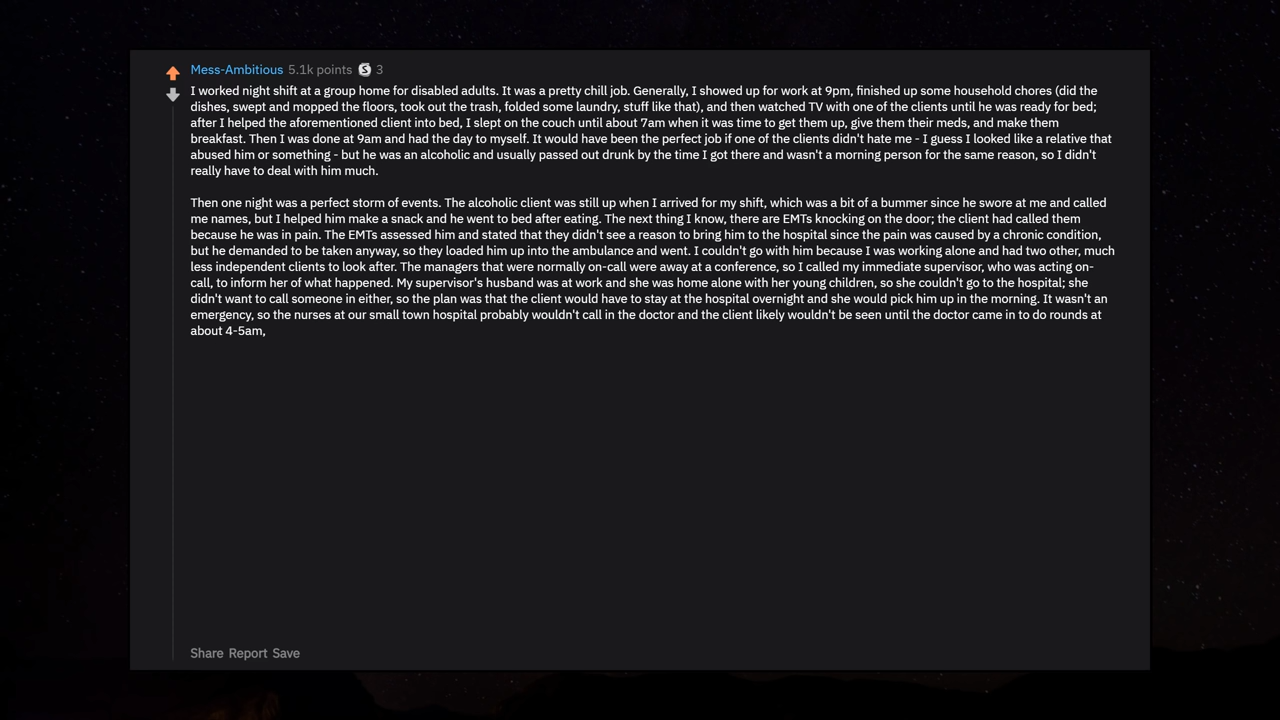 Mess-Ambitious 5.1k points S 3
I worked night shift at a group home for disabled adults. It was a pretty chill job. Generally, I showed up for work at 9pm, finished up some household chores (did the
dishes, swept and mopped the floors, took out the trash, folded some laundry, stuff like that), and then watched TV with one of the clients until he was ready for bed;
after I helped the aforementioned client into bed, I slept on the couch until about 7am when it was time to get them up, give them their meds, and make them
breakfast. Then I was done at 9am and had the day to myself. It would have been the perfect job if one of the clients didn't hate me - I guess I looked like a relative that
abused him or something - but he was an alcoholic and usually passed out drunk by the time I got there and wasn't a morning person for the same reason, so I didn't
really have to deal with him much.
Then one night was a perfect storm of events. The alcoholic client was still up when I arrived for my shift, which was a bit of a bummer since he swore at me and called
me names, but I helped him make a snack and he went to bed after eating. The next thing I know, there are EMTs knocking on the door; the client had called them
because he was in pain. The EMTs assessed him and stated that they didn't see a reason to bring him to the hospital since the pain was caused by a chronic condition,
but he demanded to be taken anyway, so they loaded him up into the ambulance and went. I couldn't go with him because I was working alone and had two other, much
less independent clients to look after. The managers that were normally on-call were away at a conference, so I called my immediate supervisor, who was acting on-
call, to inform her of what happened. My supervisor's husband was at work and she was home alone with her young children, so she couldn't go to the hospital; she
didn't want to call someone in either, so the plan was that the client would have to stay at the hospital overnight and she would pick him up in the morning. It wasn't an
emergency, so the nurses at our small town hospital probably wouldn't call in the doctor and the client likely wouldn't be seen until the doctor came in to do rounds at
about 4-5am,
Share Report Save